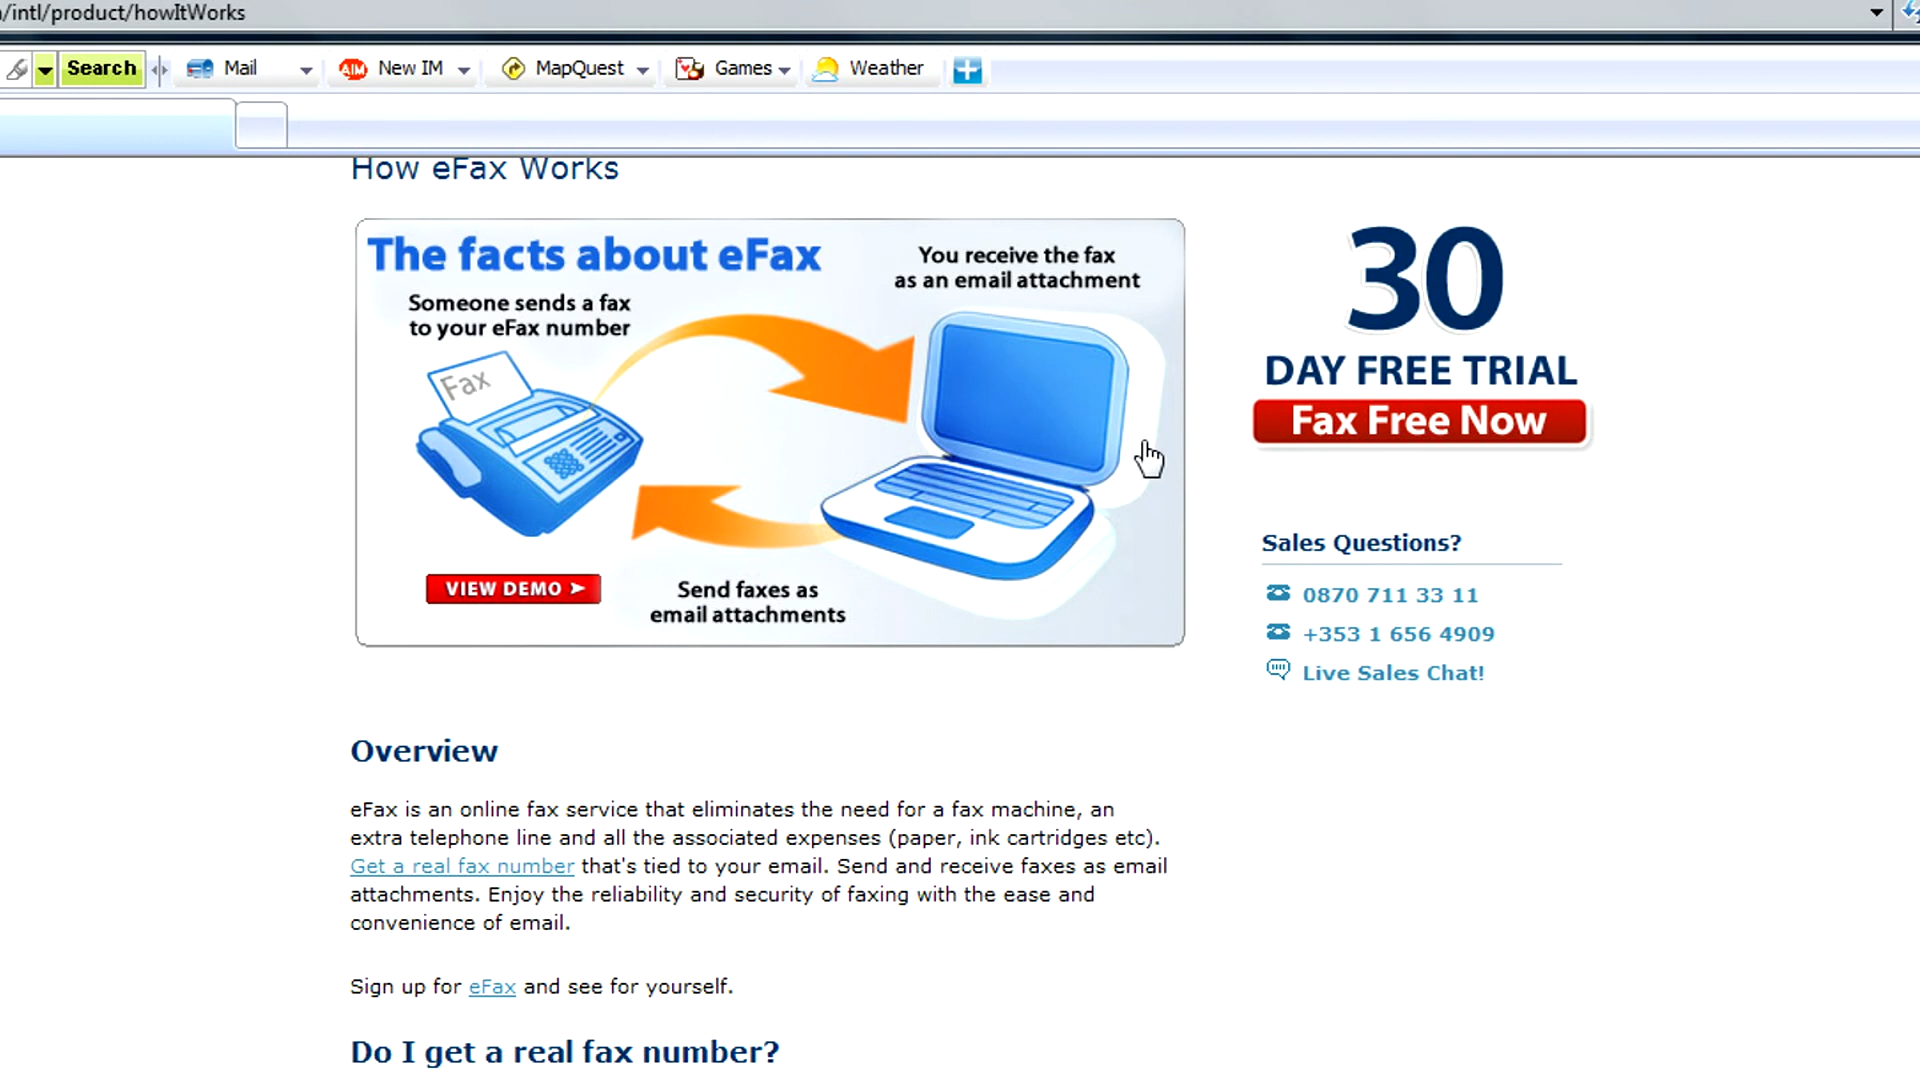 /intl/product/howItWorks
Search
Mail
New IM
MapQuest
Games
Weather
How eFax Works
The facts about eFax
Someone sends a fax
to your eFax number
You receive the fax
as an email attachment
Fax
VIEW DEMO
Send faxes as
email attachments
30
DAY FREE TRIAL
Fax Free Now
Sales Questions?
0870 711 33 11
+353 1 656 4909
Live Sales Chat!
Overview
eFax is an online fax service that eliminates the need for a fax machine, an
extra telephone line and all the associated expenses (paper, ink cartridges etc).
Get a real fax number that's tied to your email. Send and receive faxes as email
attachments. Enjoy the reliability and security of faxing with the ease and
convenience of email.
Sign up for eFax and see for yourself.
Do I get a real fax number?